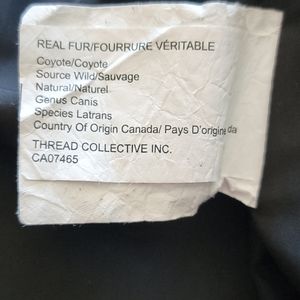 REAL FUR/FOURRURE VÉRITABLE
Coyote/Coyote
Source Wild/Sauvage
Natural/Naturel
Genus Canis
Species Latrans
Country Of Origin Canada/ Pays D'origine
THREAD COLLECTIVE INC.
CA07465